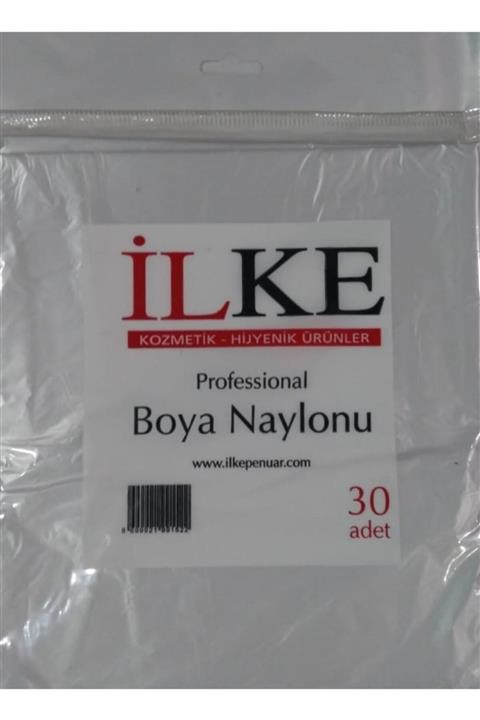 İLKE
KOZMETİK - HİJYENİK ÜRÜNLER
Professional
Boya Naylonu
www.ilkepenuar.com
30
adet